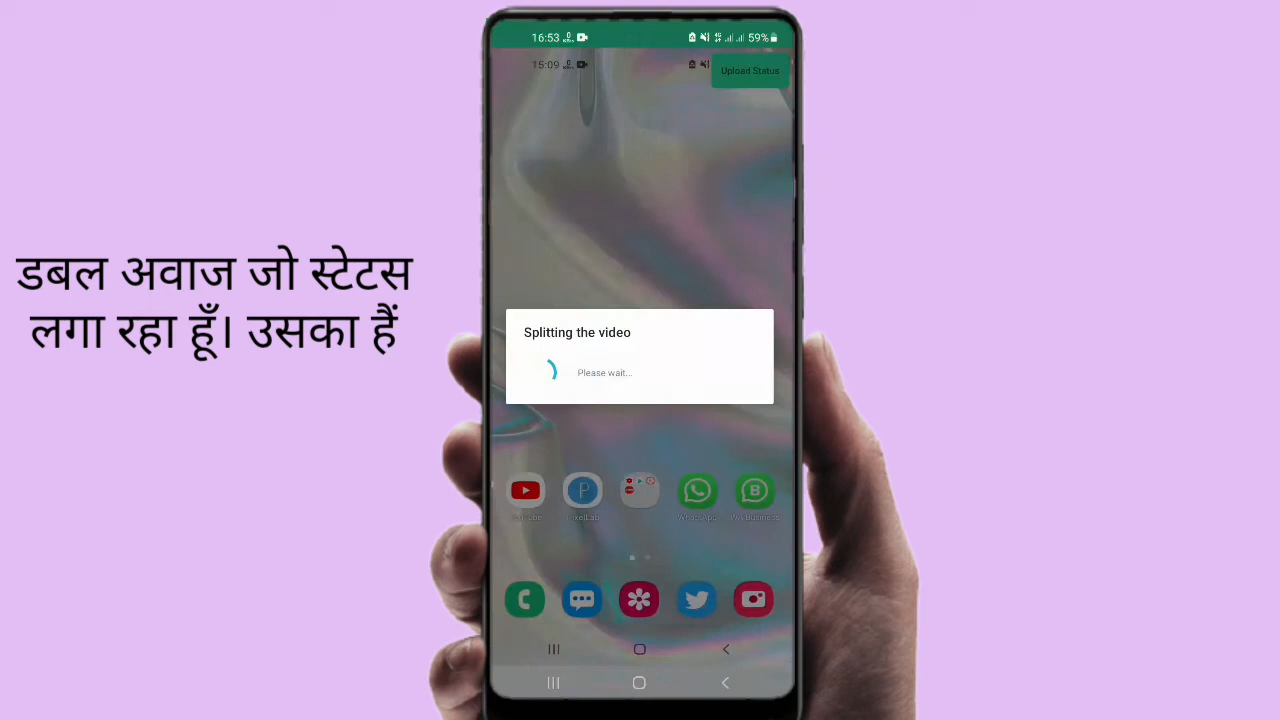 डबल अवाज जो स्टेटस
लगा रहा हूँ। उसका हैं
16:53
59%
15:09
Upload Status
Splitting the video
Please wait...
YouTube
PixelLab
WhatsApp
WA Business